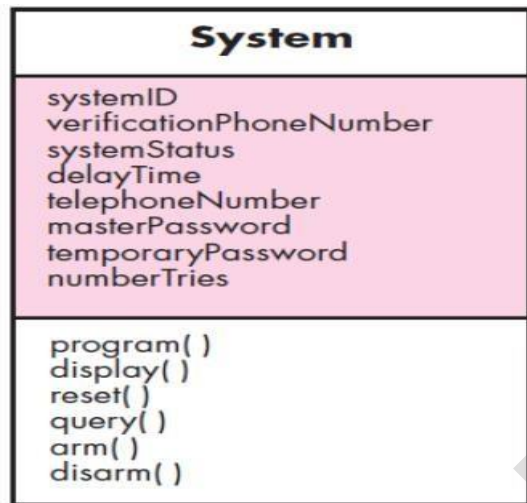 System
systemID
verificationPhoneNumber
systemStatus
delayTime
telephoneNumber
masterPassword
temporaryPassword
numberTries
program( )
display( )
reset( )
query( )
arm( )
disarm( )